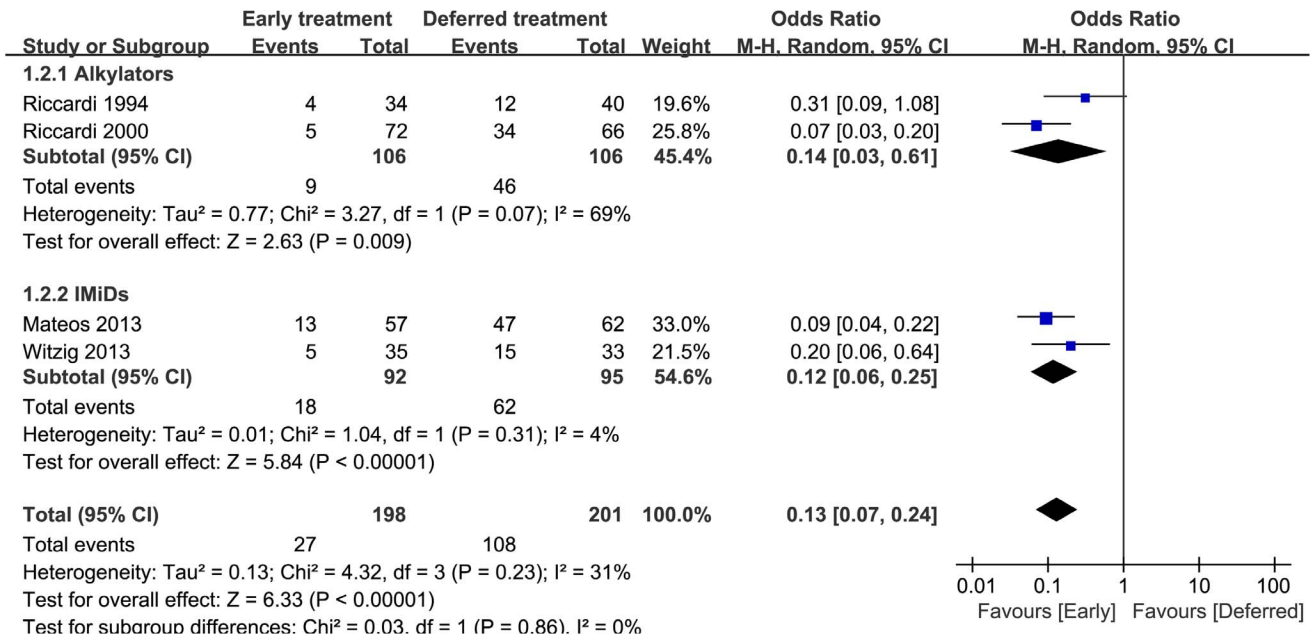 Early treatment Deferred treatment Odds Ratio Odds Ratio
Study or Subgroup Events Total Events Total Weight M-H, Random, 95% CI M-H, Random, 95% CI
1.2.1 Alkylators
Riccardi 1994 4 34 12 40 19.6% 0.31 [0.09, 1.08]
Riccardi 2000 5 72 34 66 25.8% 0.07 [0.03, 0.20]
Subtotal (95% CI) 106 106 45.4% 0.14 [0.03, 0.61]
Total events 9 46
Heterogeneity: Tau² = 0.77; Chi² = 3.27, df = 1 (P = 0.07); I² = 69%
Test for overall effect: Z = 2.63 (P = 0.009)
1.2.2 IMiDs
Mateos 2013 13 57 47 62 33.0% 0.09 [0.04, 0.22]
Witzig 2013 5 35 15 33 21.5% 0.20 [0.06, 0.64]
Subtotal (95% CI) 92 95 54.6% 0.12 [0.06, 0.25]
Total events 18 62
Heterogeneity: Tau² = 0.01; Chi² = 1.04, df = 1 (P = 0.31); I² = 4%
Test for overall effect: Z = 5.84 (P < 0.00001)
Total (95% CI) 198 201 100.0% 0.13 [0.07, 0.24]
Total events 27 108
Heterogeneity: Tau² = 0.13; Chi² = 4.32, df = 3 (P = 0.23); I² = 31%
Test for overall effect: Z = 6.33 (P < 0.00001)
Test for subgroup differences: Chi² = 0.03, df = 1 (P = 0.86), I² = 0%
0.01 0.1 1 10 100
Favours [Early] Favours [Deferred]